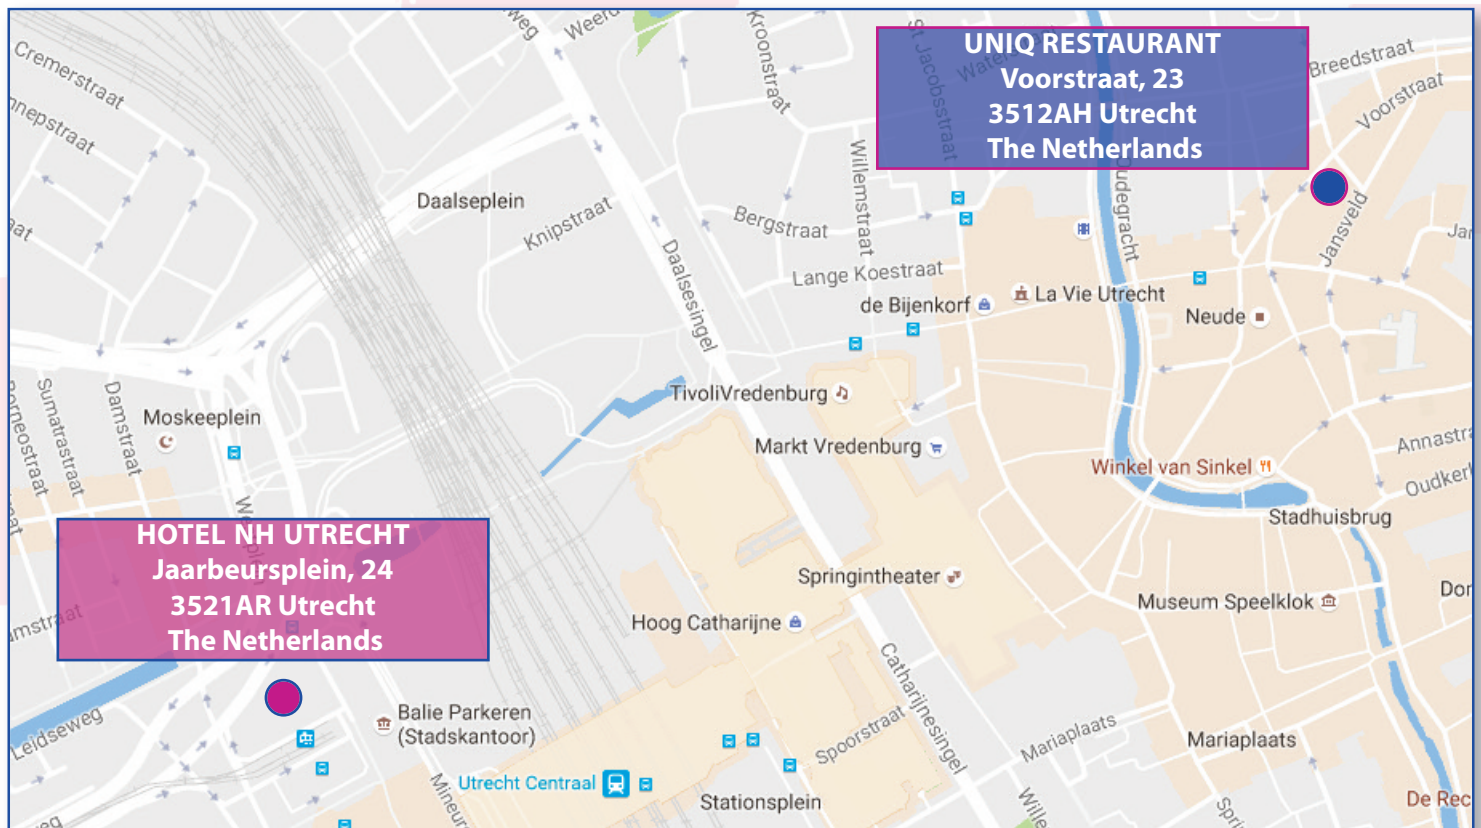 UNIQ RESTAURANT
Voorstraat, 23
3512AH Utrecht
The Netherlands
Cremerstraat
Kroonstraat
St Jacobsstraat
Breedstraat
Voorstraat
Willemstraat
Oudegracht
Daalseplein
Knipstraat
Bergstraat
Jansveld
Daalsesingel
Lange Koestraat
de Bijenkorf
La Vie Utrecht
Neude
TivoliVredenburg
Sumatrastraat
Damstraat
Moskeeplein
Markt Vredenburg
Winkel van Sinkel
Stadhuisbrug
HOTEL NH UTRECHT
Jaarbeursplein, 24
3521AR Utrecht
The Netherlands
Springintheater
Museum Speelklok
Hoog Catharijne
Catharijnesingel
Leidseweg
Balie Parkeren
(Stadskantoor)
Spoorstraat
Mariaplaats
Mariaplaats
Utrecht Centraal
Stationsplein
De Rec